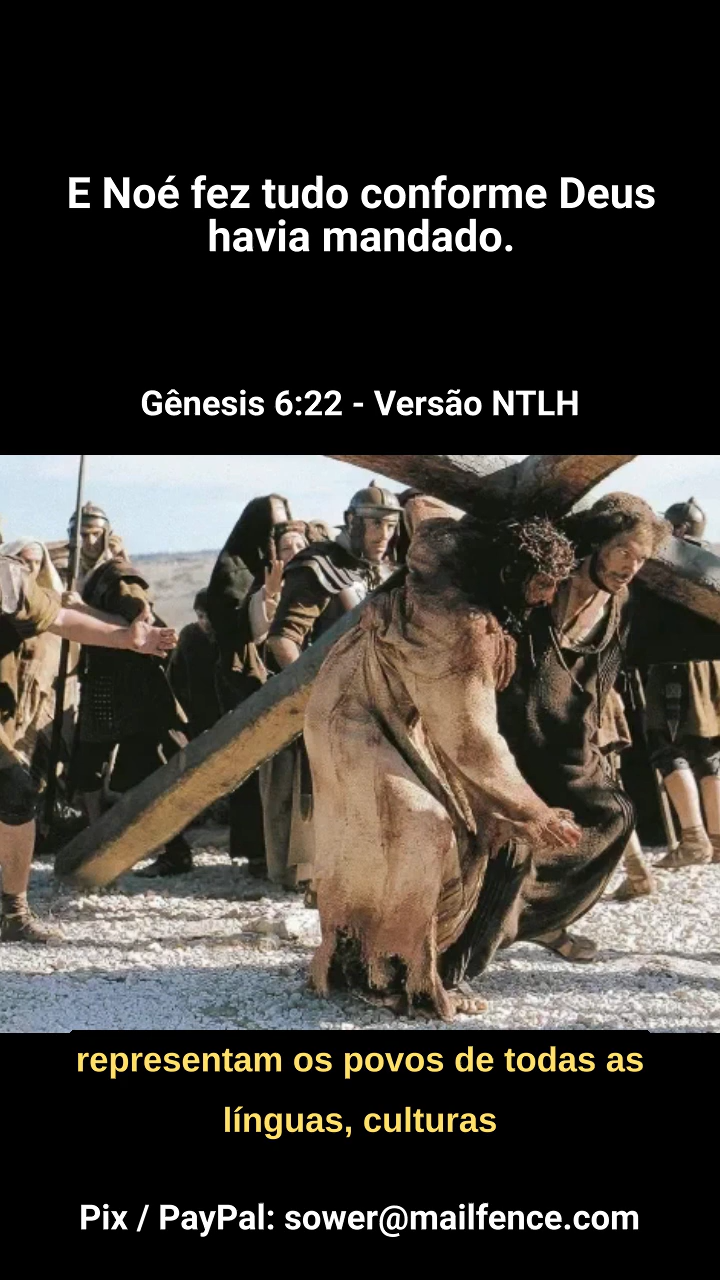 E Noé fez tudo conforme Deus
havia mandado.
Gênesis 6:22 - Versão NTLH
representam os povos de todas as
línguas, culturas
Pix / PayPal: sower@mailfence.com